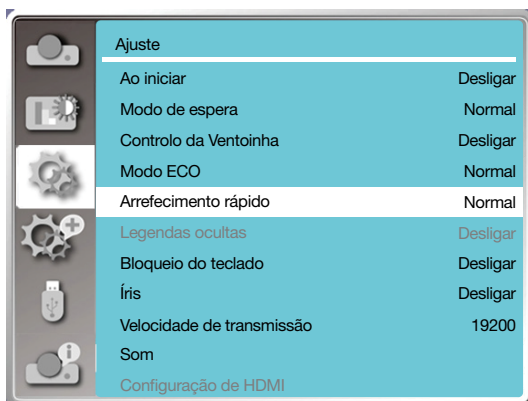 Ajuste
Ao iniciar Desligar
Modo de espera Normal
Controlo da Ventoinha Desligar
Modo ECO Normal
Arrefecimento rápido Normal
Legendas ocultas Desligar
Bloqueio do teclado Desligar
Íris Desligar
Velocidade de transmissão 19200
Som
Configuração de HDMI